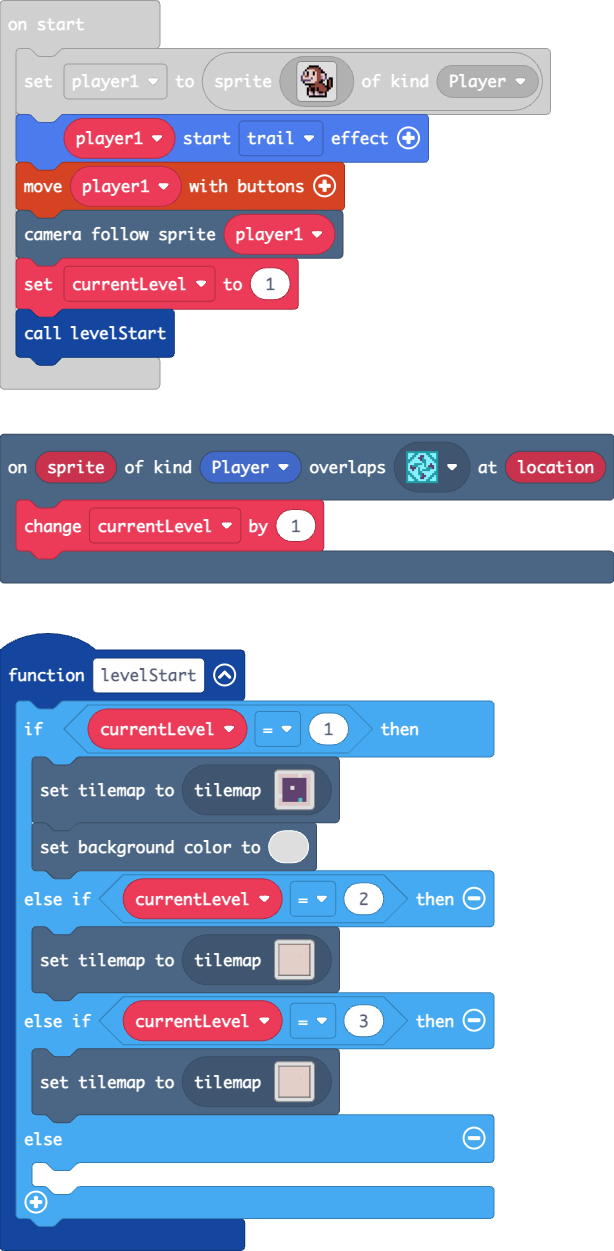 on start
set player1 to sprite of kind Player
player1 start trail effect
move player1 with buttons
camera follow sprite player1
set currentLevel to 1
call levelStart
on sprite of kind Player overlaps at location
change currentLevel by 1
function levelStart
if currentLevel = 1 then
set tilemap to tilemap
set background color to
else if currentLevel = 2 then
set tilemap to tilemap
else if currentLevel = 3 then
set tilemap to tilemap
else